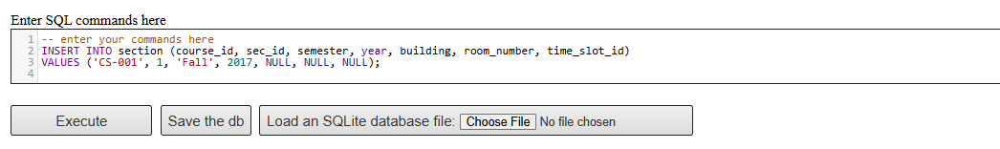 Enter SQL commands here
1 -- enter your commands here
2 INSERT INTO section (course_id, sec_id, semester, year, building, room_number, time_slot_id)
3 VALUES ('CS-001', 1, 'Fall', 2017, NULL, NULL, NULL);
4
Execute Save the db Load an SQLite database file: Choose File No file chosen